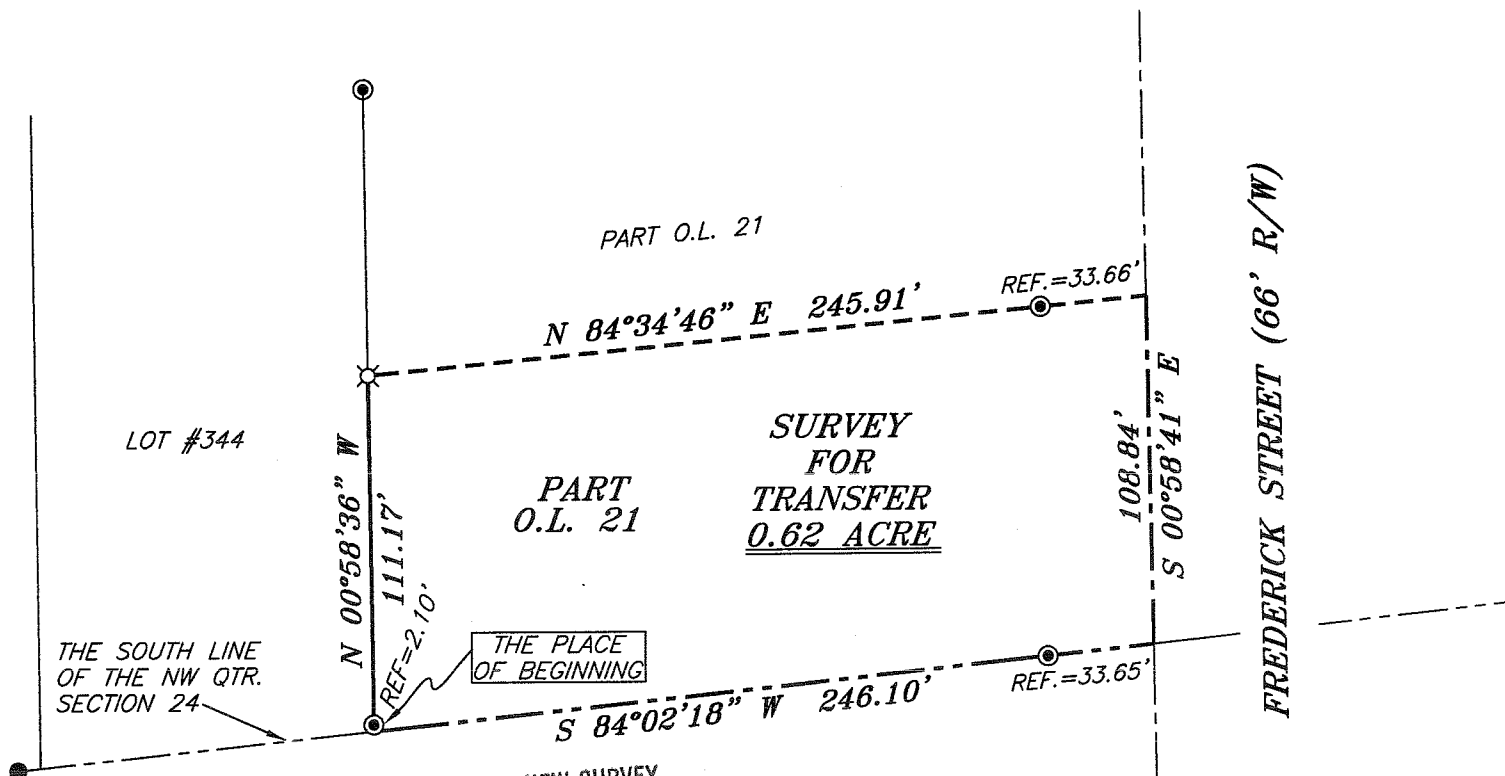 PART O.L. 21
REF.=33.66'
N 84°34'46" E 245.91'
LOT #344
N 00°58'36" W
111.17'
REF=2.10'
PART
O.L. 21
SURVEY
FOR
TRANSFER
0.62 ACRE
108.84'
S 00°58'41" E
FREDERICK STREET (66' R/W)
THE SOUTH LINE
OF THE NW QTR.
SECTION 24
THE PLACE
OF BEGINNING
S 84°02'18" W 246.10'
REF.=33.65'
SURVEY